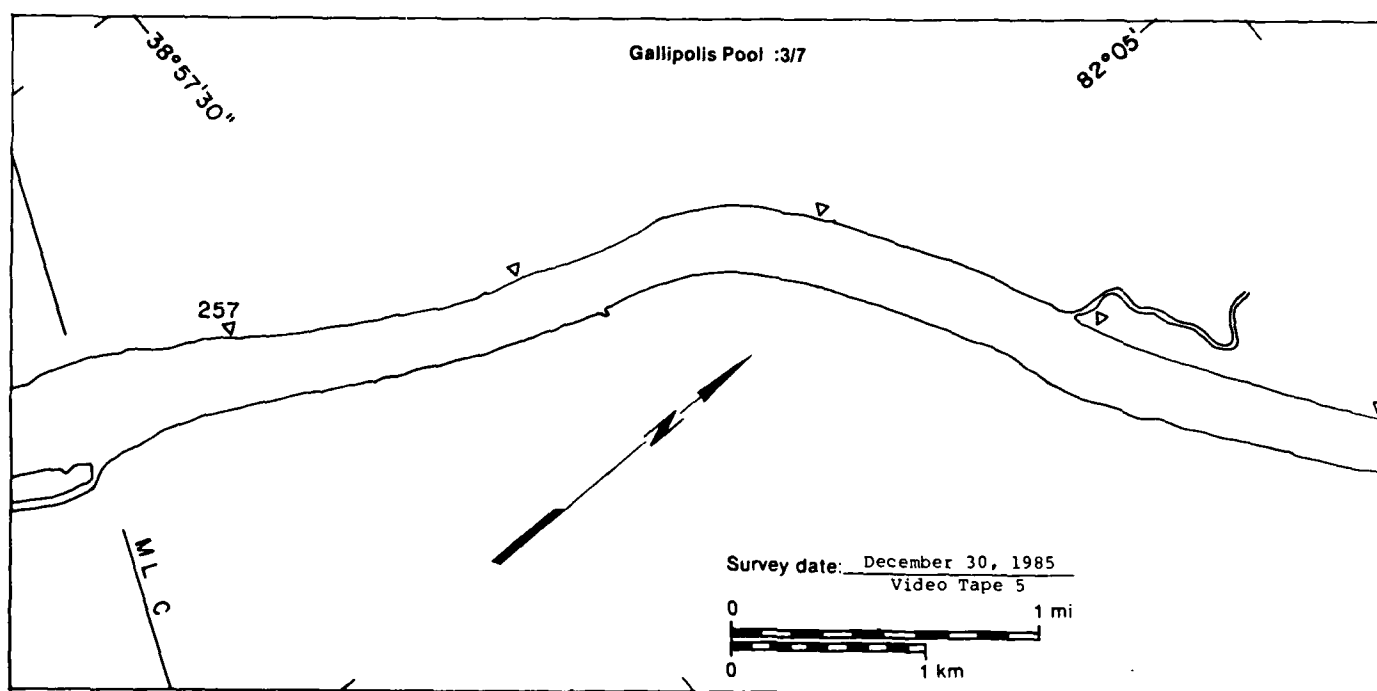 Gallipolis Pool :3/7
38°57'30"
82°05'
257
N
M L C
Survey date: December 30, 1985
Video Tape 5
0 1 mi
0 1 km